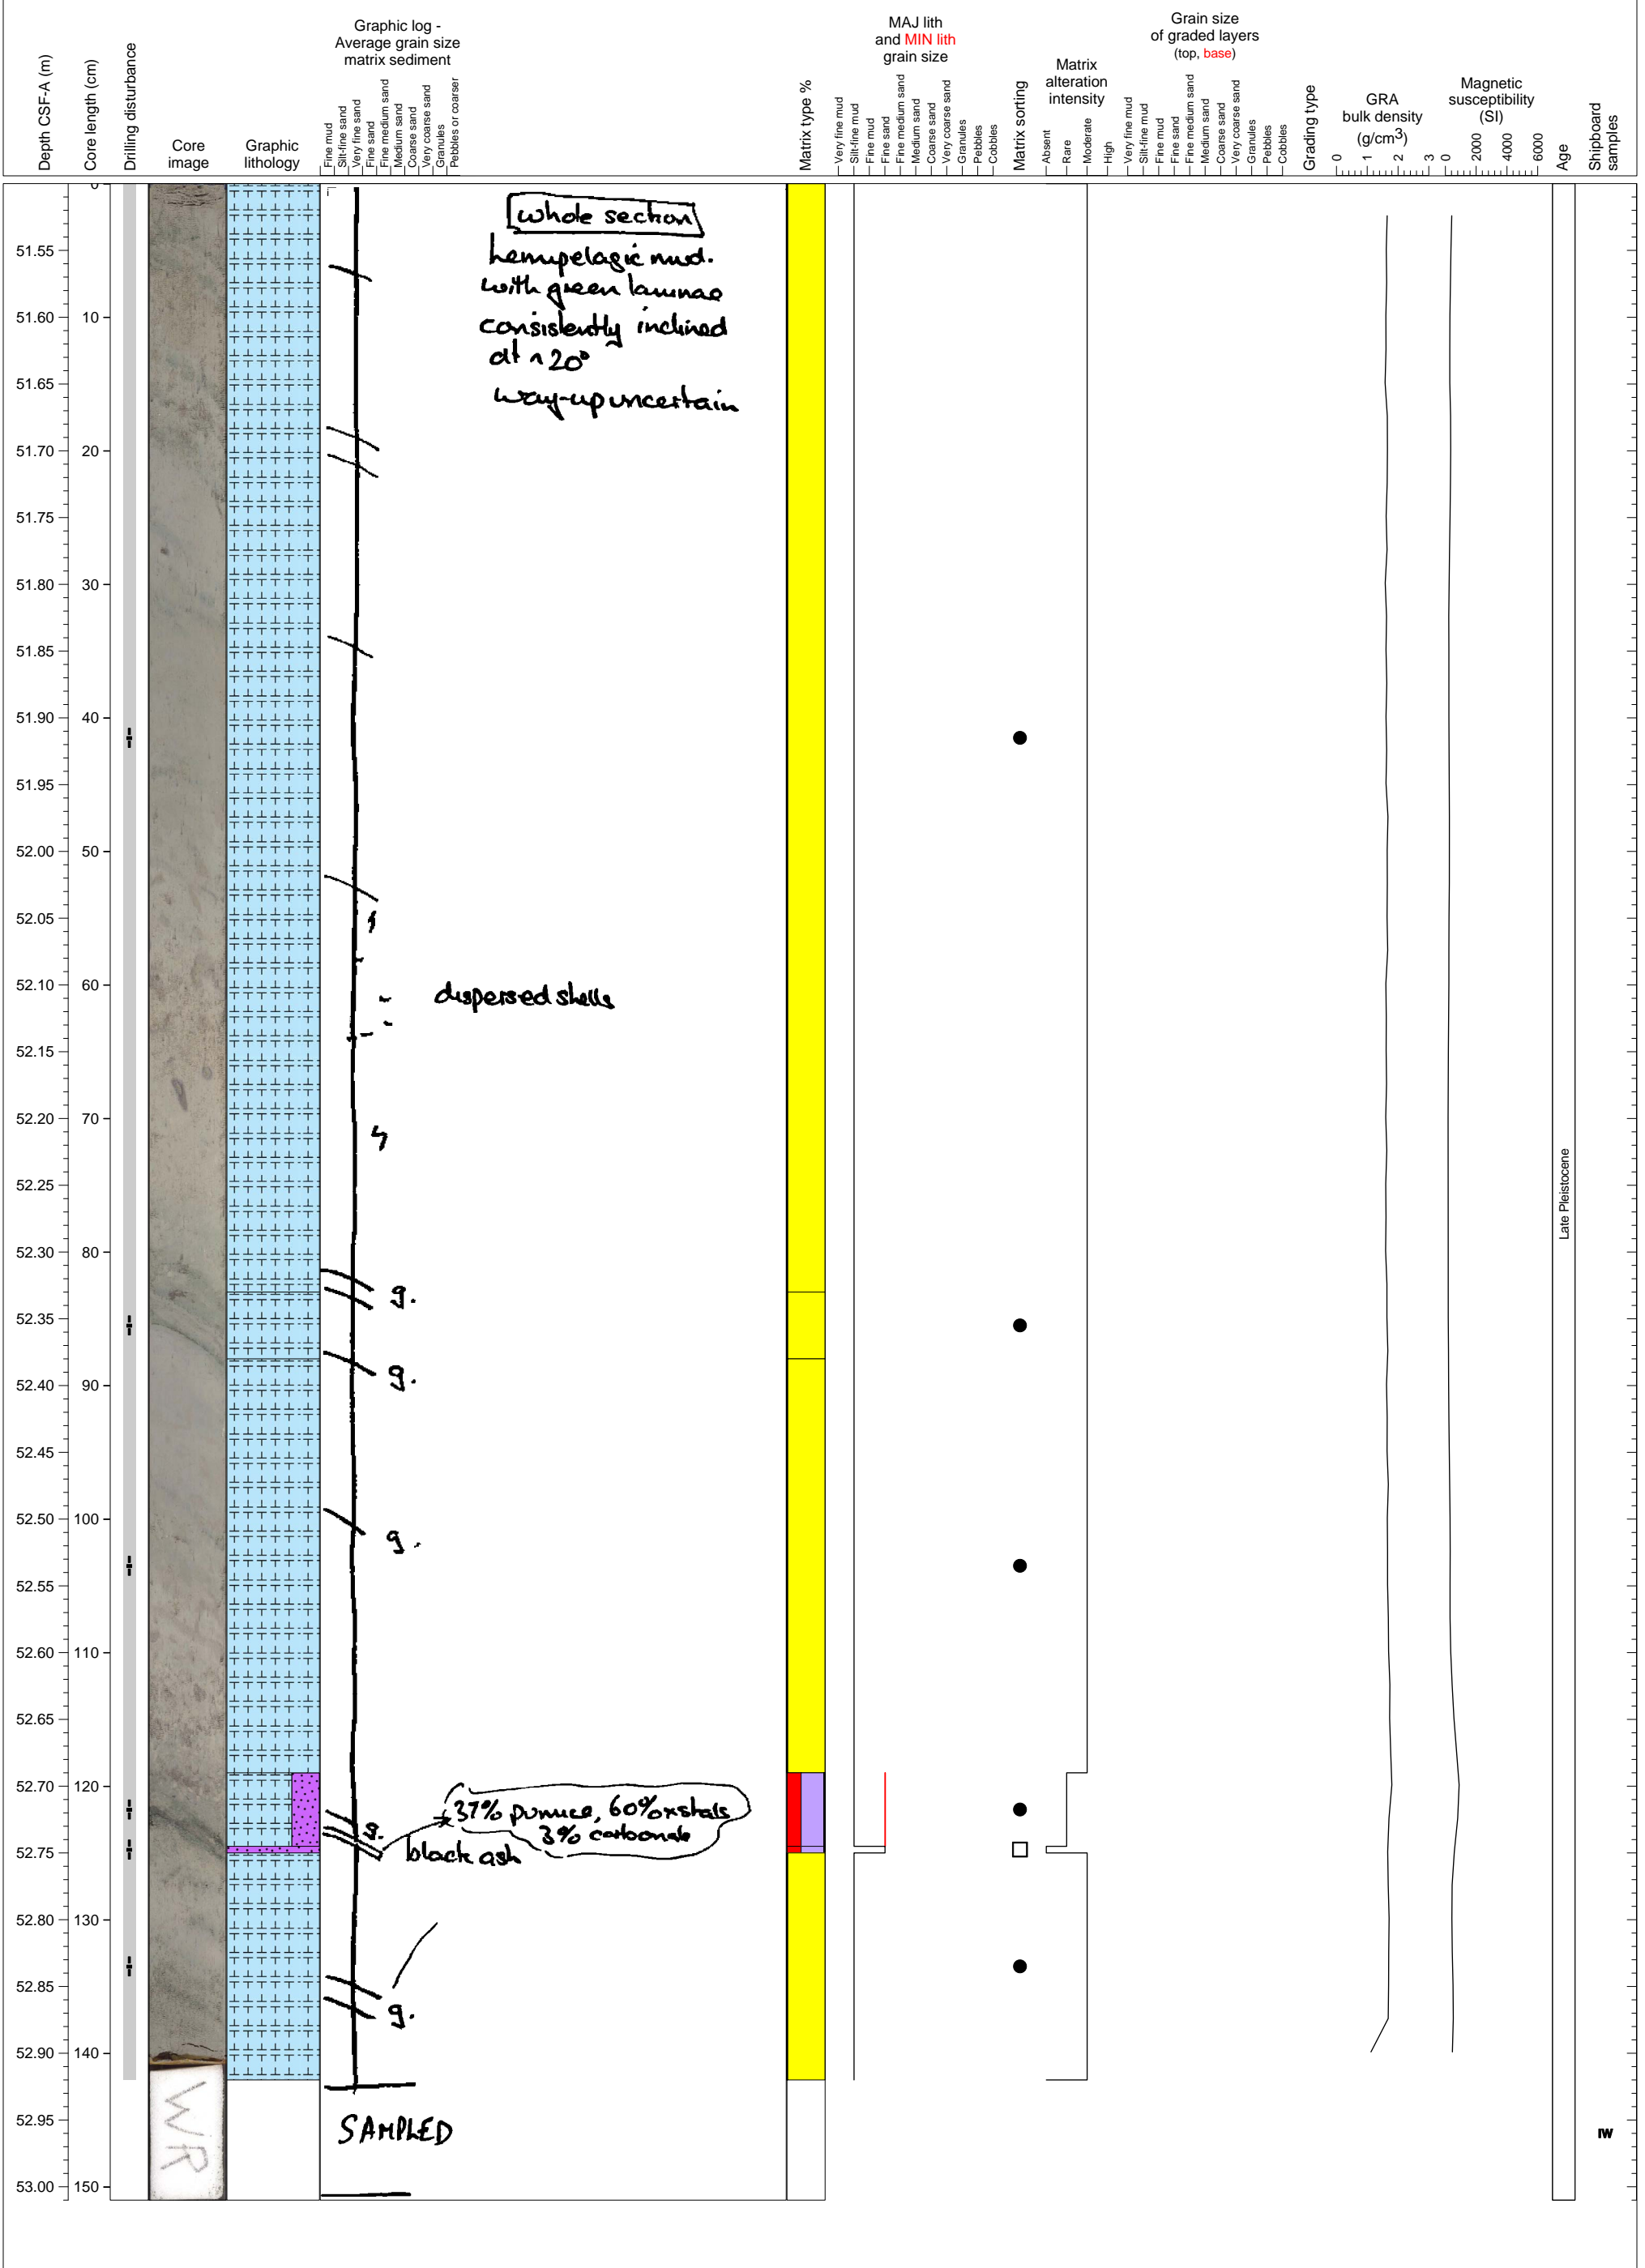 Depth CSF-A (m)
Core length (cm)
Drilling disturbance
Core
image
Graphic
lithology
Graphic log -
Average grain size
matrix sediment
Fine mud
Silt-fine sand
Very fine sand
Fine sand
Fine medium sand
Medium sand
Coarse sand
Very coarse sand
Granules
Pebbles or coarser
Matrix type %
MAJ lith
and MIN lith
grain size
Very fine mud
Silt-fine mud
Fine mud
Fine sand
Fine medium sand
Medium sand
Coarse sand
Very coarse sand
Granules
Pebbles
Cobbles
Matrix sorting
Matrix
alteration
intensity
Absent
Rare
Moderate
High
Grain size
of graded layers
(top, base)
Very fine mud
Silt-fine mud
Fine mud
Fine sand
Fine medium sand
Medium sand
Coarse sand
Very coarse sand
Granules
Pebbles
Cobbles
Grading type
GRA
bulk density
(g/cm3)
0 1 2 3
Magnetic
susceptibility
(SI)
0 2000 4000 6000
Age
Shipboard
samples
0
51.55
51.60 10
51.65
51.70 20
51.75
51.80 30
51.85
51.90 40
51.95
52.00 50
52.05
52.10 60
52.15
52.20 70
52.25
52.30 80
52.35
52.40 90
52.45
52.50 100
52.55
52.60 110
52.65
52.70 120
52.75
52.80 130
52.85
52.90 140
52.95
53.00 150
whole section
hemipelagic mud.
with green laminae
consistently inclined
at ~20°
way-up uncertain
dispersed shells
g.
g.
g.
g.
37% pumice, 60% xstals
3% carbonate
black ash
g.
SAMPLED
WR
Late Pleistocene
IW